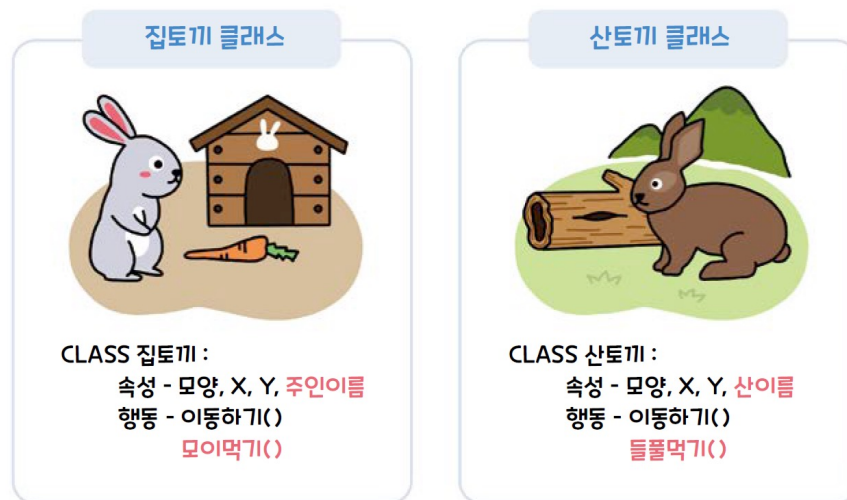 집토끼 클래스
CLASS 집토끼 :
속성 - 모양, X, Y, 주인이름
행동 - 이동하기()
모이먹기()
산토끼 클래스
CLASS 산토끼 :
속성 - 모양, X, Y, 산이름
행동 - 이동하기()
들풀먹기()